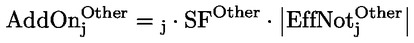 AddOn_j^Other = _j · SF^Other · |EffNot_j^Other|